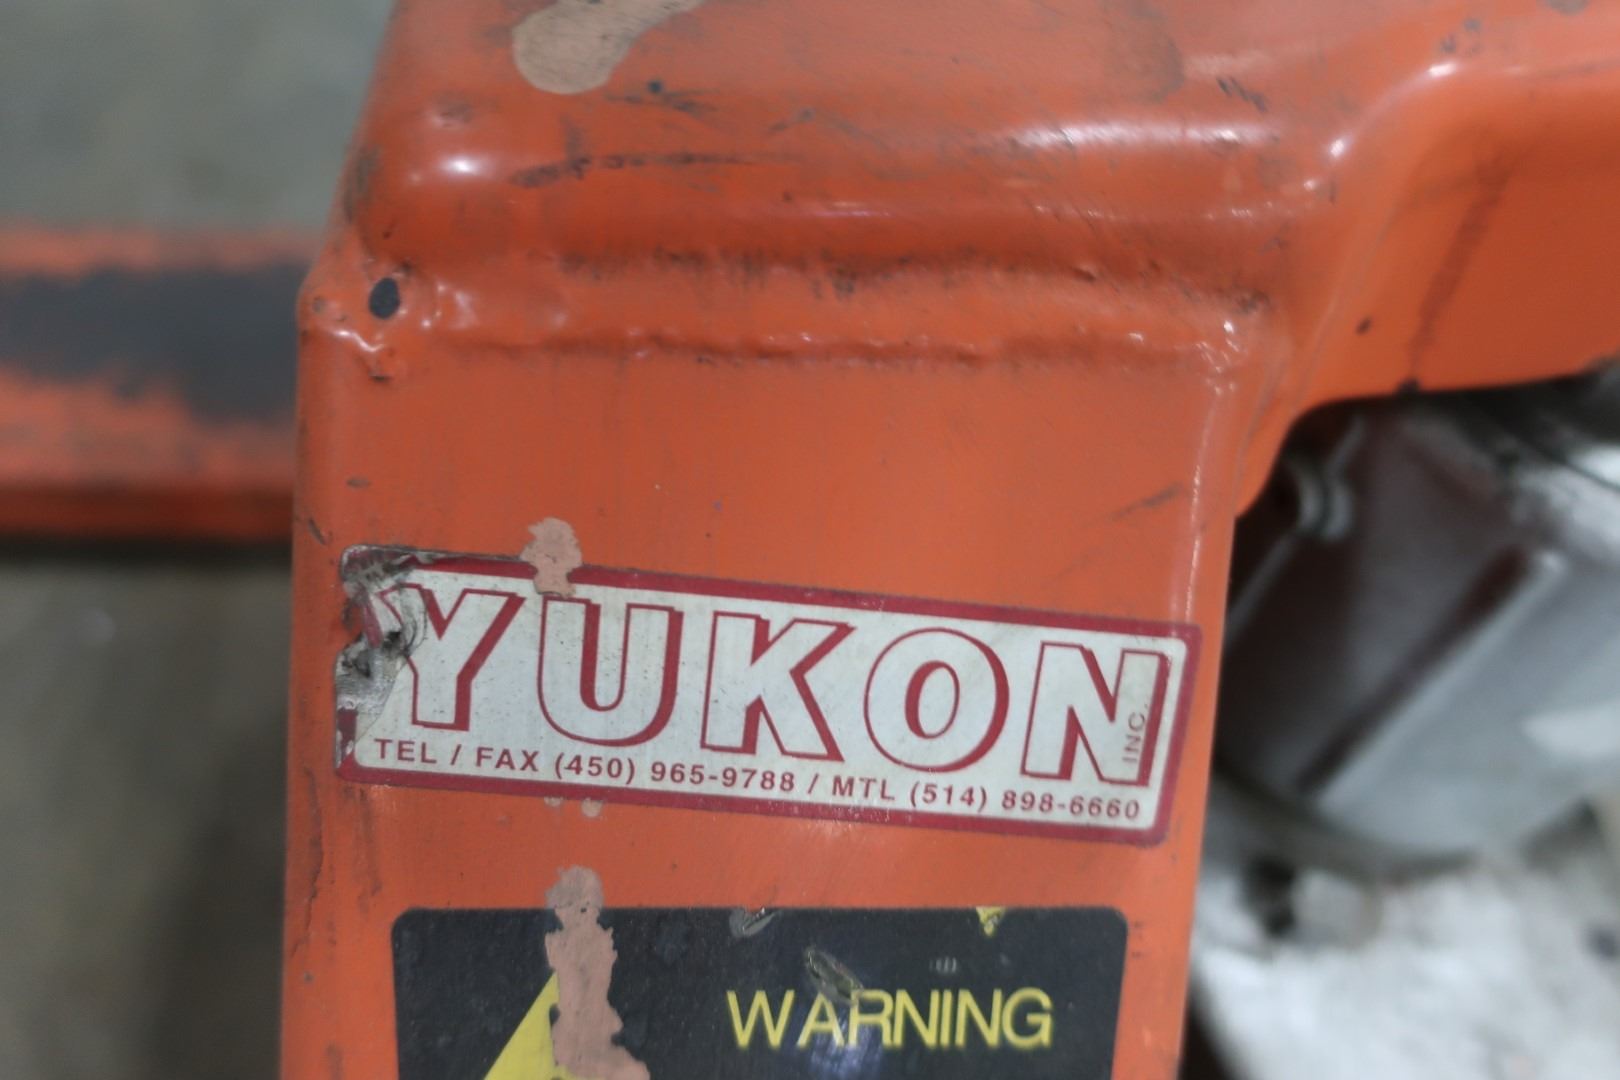 YUKON INC.
TEL / FAX (450) 965-9788 / MTL (514) 898-6660
WARNING